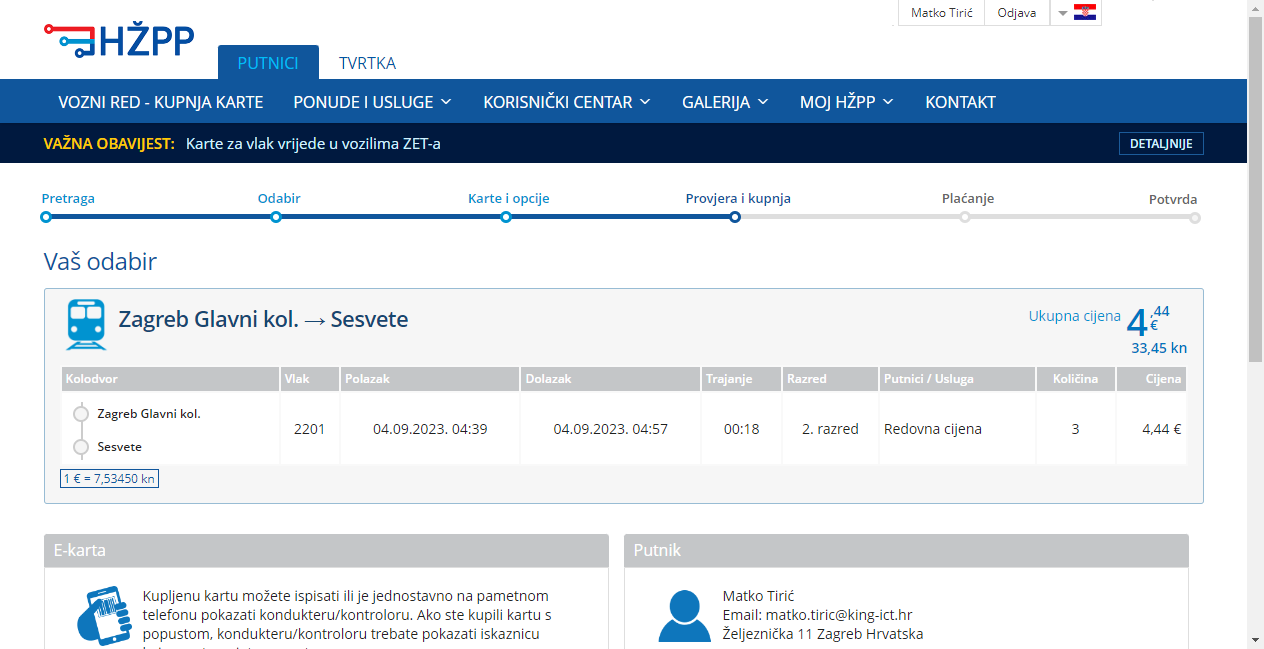 Matko Tirić Odjava
HŽPP
PUTNICI TVRTKA
VOZNI RED - KUPNJA KARTE PONUDE I USLUGE KORISNIČKI CENTAR GALERIJA MOJ HŽPP KONTAKT
VAŽNA OBAVIJEST: Karte za vlak vrijede u vozilima ZET-a DETALJNIJE
Pretraga Odabir Karte i opcije Provjera i kupnja Plaćanje Potvrda
Vaš odabir
Zagreb Glavni kol. → Sesvete Ukupna cijena 4,44 €
33,45 kn
Kolodvor Vlak Polazak Dolazak Trajanje Razred Putnici / Usluga Količina Cijena
Zagreb Glavni kol.
2201 04.09.2023. 04:39 04.09.2023. 04:57 00:18 2. razred Redovna cijena 3 4,44 €
Sesvete
1 € = 7,53450 kn
E-karta
Kupljenu kartu možete ispisati ili je jednostavno na pametnom
telefonu pokazati kondukteru/kontroloru. Ako ste kupili kartu s
popustom, kondukteru/kontroloru trebate pokazati iskaznicu
Putnik
Matko Tirić
Email: matko.tiric@king-ict.hr
Željeznička 11 Zagreb Hrvatska